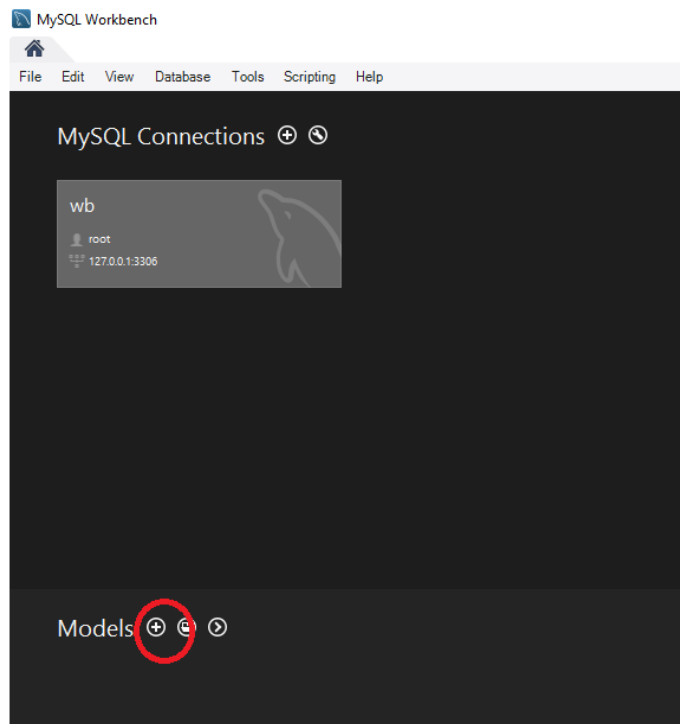 MySQL Workbench
File Edit View Database Tools Scripting Help
MySQL Connections
wb
root
127.0.0.1:3306
Models